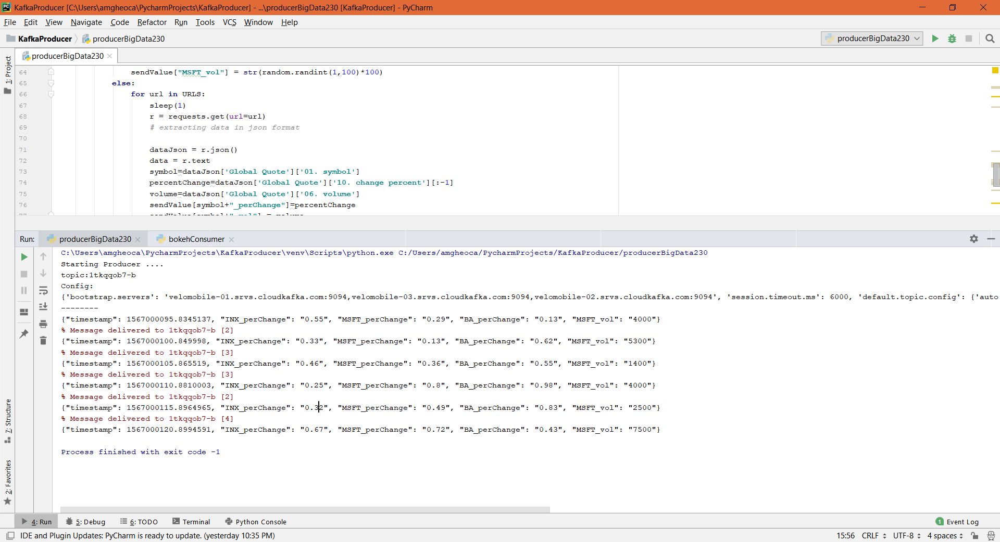 KafkaProducer [C:\Users\amgheoca\PycharmProjects\KafkaProducer] - ...\producerBigData230 [KafkaProducer] - PyCharm
File Edit View Navigate Code Refactor Run Tools VCS Window Help
KafkaProducer producerBigData230 producerBigData230
producerBigData230
1: Project
64 sendValue["MSFT_vol"] = str(random.randint(1,100)*100)
65 else:
66 for url in URLS:
67 sleep(1)
68 r = requests.get(url=url)
69 # extracting data in json format
70
71 dataJson = r.json()
72 data = r.text
73 symbol=dataJson['Global Quote']['01. symbol']
74 percentChange=dataJson['Global Quote']['10. change percent'][:-1]
75 volume=dataJson['Global Quote']['06. volume']
76 sendValue[symbol+"_perChange"]=percentChange
Run: producerBigData230 bokehConsumer
C:\Users\amgheoca\PycharmProjects\KafkaProducer\venv\Scripts\python.exe C:/Users/amgheoca/PycharmProjects/KafkaProducer/producerBigData230
Starting Producer ....
topic:1tkqqob7-b
Config:
{'bootstrap.servers': 'velomobile-01.srvs.cloudkafka.com:9094,velomobile-03.srvs.cloudkafka.com:9094,velomobile-02.srvs.cloudkafka.com:9094', 'session.timeout.ms': 6000, 'default.topic.config': {'auto
--------
{"timestamp": 1567000095.8345137, "INX_perChange": "0.55", "MSFT_perChange": "0.29", "BA_perChange": "0.13", "MSFT_vol": "4000"}
% Message delivered to 1tkqqob7-b [2]
{"timestamp": 1567000100.849998, "INX_perChange": "0.33", "MSFT_perChange": "0.13", "BA_perChange": "0.62", "MSFT_vol": "5300"}
% Message delivered to 1tkqqob7-b [3]
{"timestamp": 1567000105.865519, "INX_perChange": "0.46", "MSFT_perChange": "0.36", "BA_perChange": "0.55", "MSFT_vol": "1400"}
% Message delivered to 1tkqqob7-b [3]
{"timestamp": 1567000110.8810003, "INX_perChange": "0.25", "MSFT_perChange": "0.8", "BA_perChange": "0.98", "MSFT_vol": "4000"}
% Message delivered to 1tkqqob7-b [2]
{"timestamp": 1567000115.8964965, "INX_perChange": "0.32", "MSFT_perChange": "0.49", "BA_perChange": "0.83", "MSFT_vol": "2500"}
% Message delivered to 1tkqqob7-b [4]
{"timestamp": 1567000120.8994591, "INX_perChange": "0.67", "MSFT_perChange": "0.72", "BA_perChange": "0.43", "MSFT_vol": "7500"}
Process finished with exit code -1
7: Structure
2: Favorites
4: Run 5: Debug 6: TODO Terminal Python Console 1 Event Log
IDE and Plugin Updates: PyCharm is ready to update. (yesterday 10:35 PM) 15:56 CRLF UTF-8 4 spaces